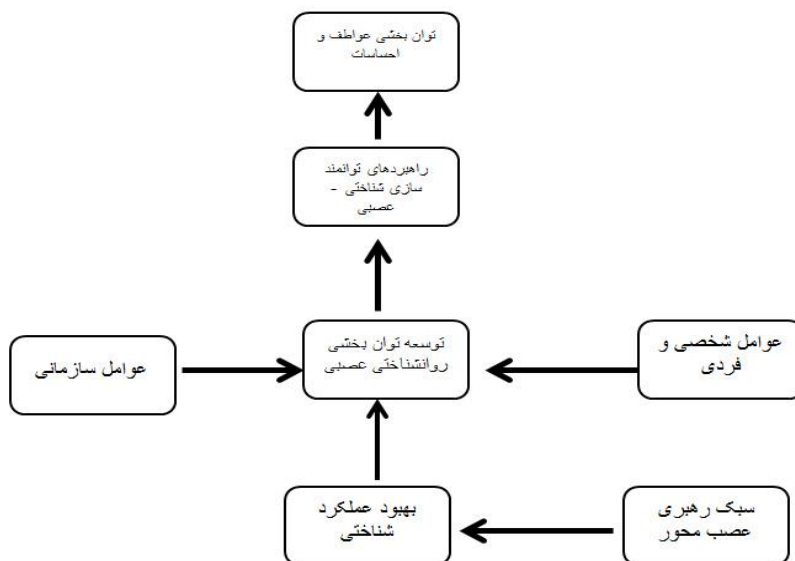 توان بخشی عواطف و
احساسات
راهبردهای توانمند
سازی شناختی -
عصبی
توسعه توان بخشی
روانشناختی عصبی
عوامل شخصی و
فردی
عوامل سازمانی
سبک رهبری
عصب محور
بهبود عملکرد
شناختی